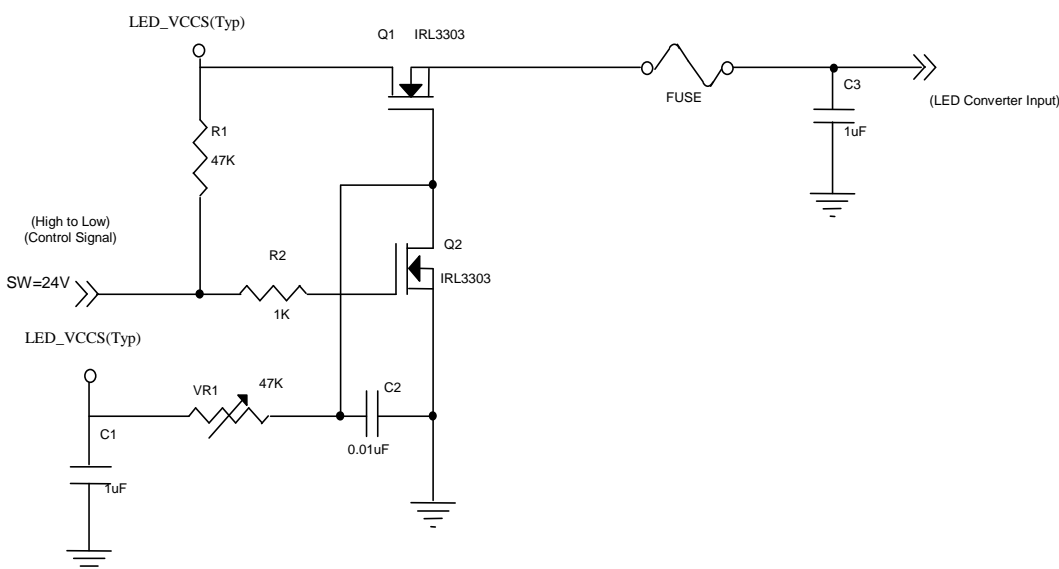 LED_VCCS(Typ)
Q1 IRL3303
R1
47K
FUSE
C3
1uF
(LED Converter Input)
(High to Low)
(Control Signal)
SW=24V
R2
1K
Q2
IRL3303
LED_VCCS(Typ)
VR1
47K
C2
0.01uF
C1
1uF